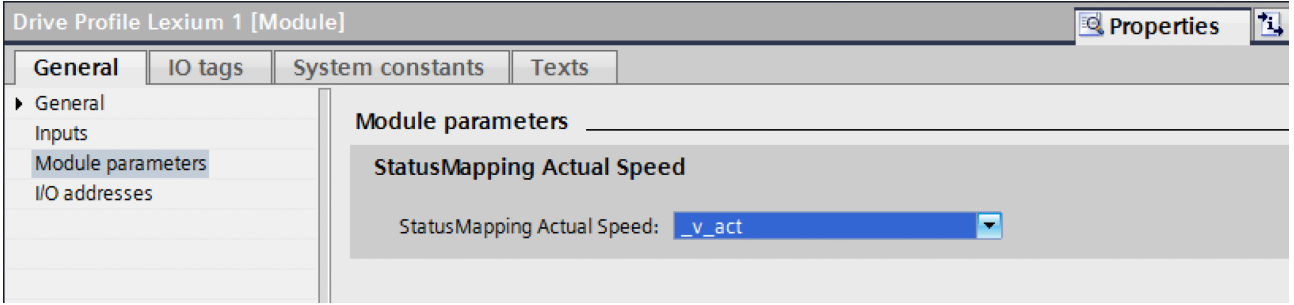 Drive Profile Lexium 1 [Module]
Properties
General IO tags System constants Texts
General
Inputs
Module parameters
I/O addresses
Module parameters
StatusMapping Actual Speed
StatusMapping Actual Speed: _v_act